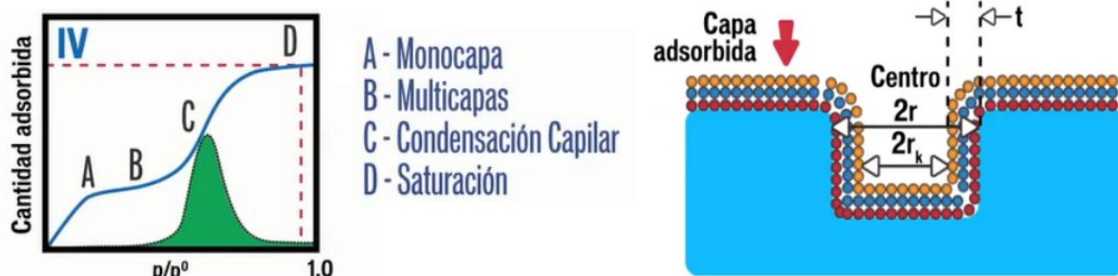 Cantidad adsorbida
IV
A
B
C
D
p/p⁰
1.0
A - Monocapa
B - Multicapas
C - Condensación Capilar
D - Saturación
Capa
adsorbida
t
Centro
2r
2rₖ